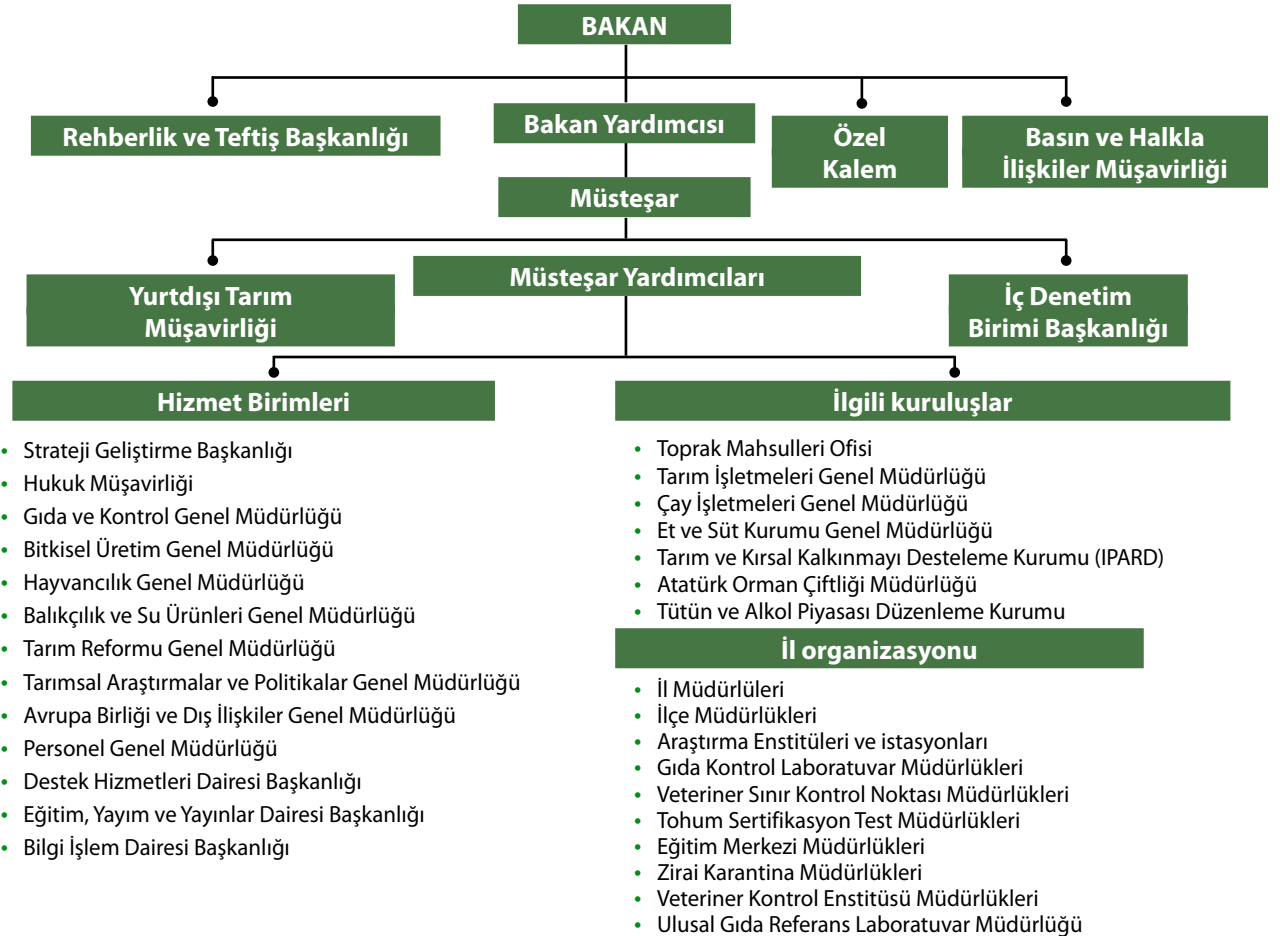 BAKAN
Rehberlik ve Teftiş Başkanlığı
Bakan Yardımcısı
Özel
Kalem
Basın ve Halkla
İlişkiler Müşavirliği
Müsteşar
Yurtdışı Tarım
Müşavirliği
Müsteşar Yardımcıları
İç Denetim
Birimi Başkanlığı
Hizmet Birimleri
• Strateji Geliştirme Başkanlığı
• Hukuk Müşavirliği
• Gıda ve Kontrol Genel Müdürlüğü
• Bitkisel Üretim Genel Müdürlüğü
• Hayvancılık Genel Müdürlüğü
• Balıkçılık ve Su Ürünleri Genel Müdürlüğü
• Tarım Reformu Genel Müdürlüğü
• Tarımsal Araştırmalar ve Politikalar Genel Müdürlüğü
• Avrupa Birliği ve Dış İlişkiler Genel Müdürlüğü
• Personel Genel Müdürlüğü
• Destek Hizmetleri Dairesi Başkanlığı
• Eğitim, Yayım ve Yayınlar Dairesi Başkanlığı
• Bilgi İşlem Dairesi Başkanlığı
İlgili kuruluşlar
• Toprak Mahsulleri Ofisi
• Tarım İşletmeleri Genel Müdürlüğü
• Çay İşletmeleri Genel Müdürlüğü
• Et ve Süt Kurumu Genel Müdürlüğü
• Tarım ve Kırsal Kalkınmayı Desteleme Kurumu (IPARD)
• Atatürk Orman Çiftliği Müdürlüğü
• Tütün ve Alkol Piyasası Düzenleme Kurumu
İl organizasyonu
• İl Müdürlüleri
• İlçe Müdürlükleri
• Araştırma Enstitüleri ve istasyonları
• Gıda Kontrol Laboratuvar Müdürlükleri
• Veteriner Sınır Kontrol Noktası Müdürlükleri
• Tohum Sertifikasyon Test Müdürlükleri
• Eğitim Merkezi Müdürlükleri
• Zirai Karantina Müdürlükleri
• Veteriner Kontrol Enstitüsü Müdürlükleri
• Ulusal Gıda Referans Laboratuvar Müdürlüğü